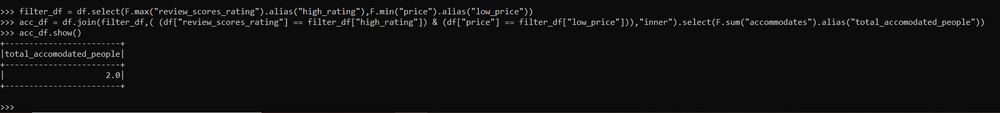 >>> filter_df = df.select(F.max("review_scores_rating").alias("high_rating"),F.min("price").alias("low_price"))
>>> acc_df = df.join(filter_df,( (df["review_scores_rating"] == filter_df["high_rating"]) & (df["price"] == filter_df["low_price"])),"inner").select(F.sum("accommodates").alias("total_accomodated_people"))
>>> acc_df.show()
+------------------------+
|total_accomodated_people|
+------------------------+
|                     2.0|
+------------------------+
>>>